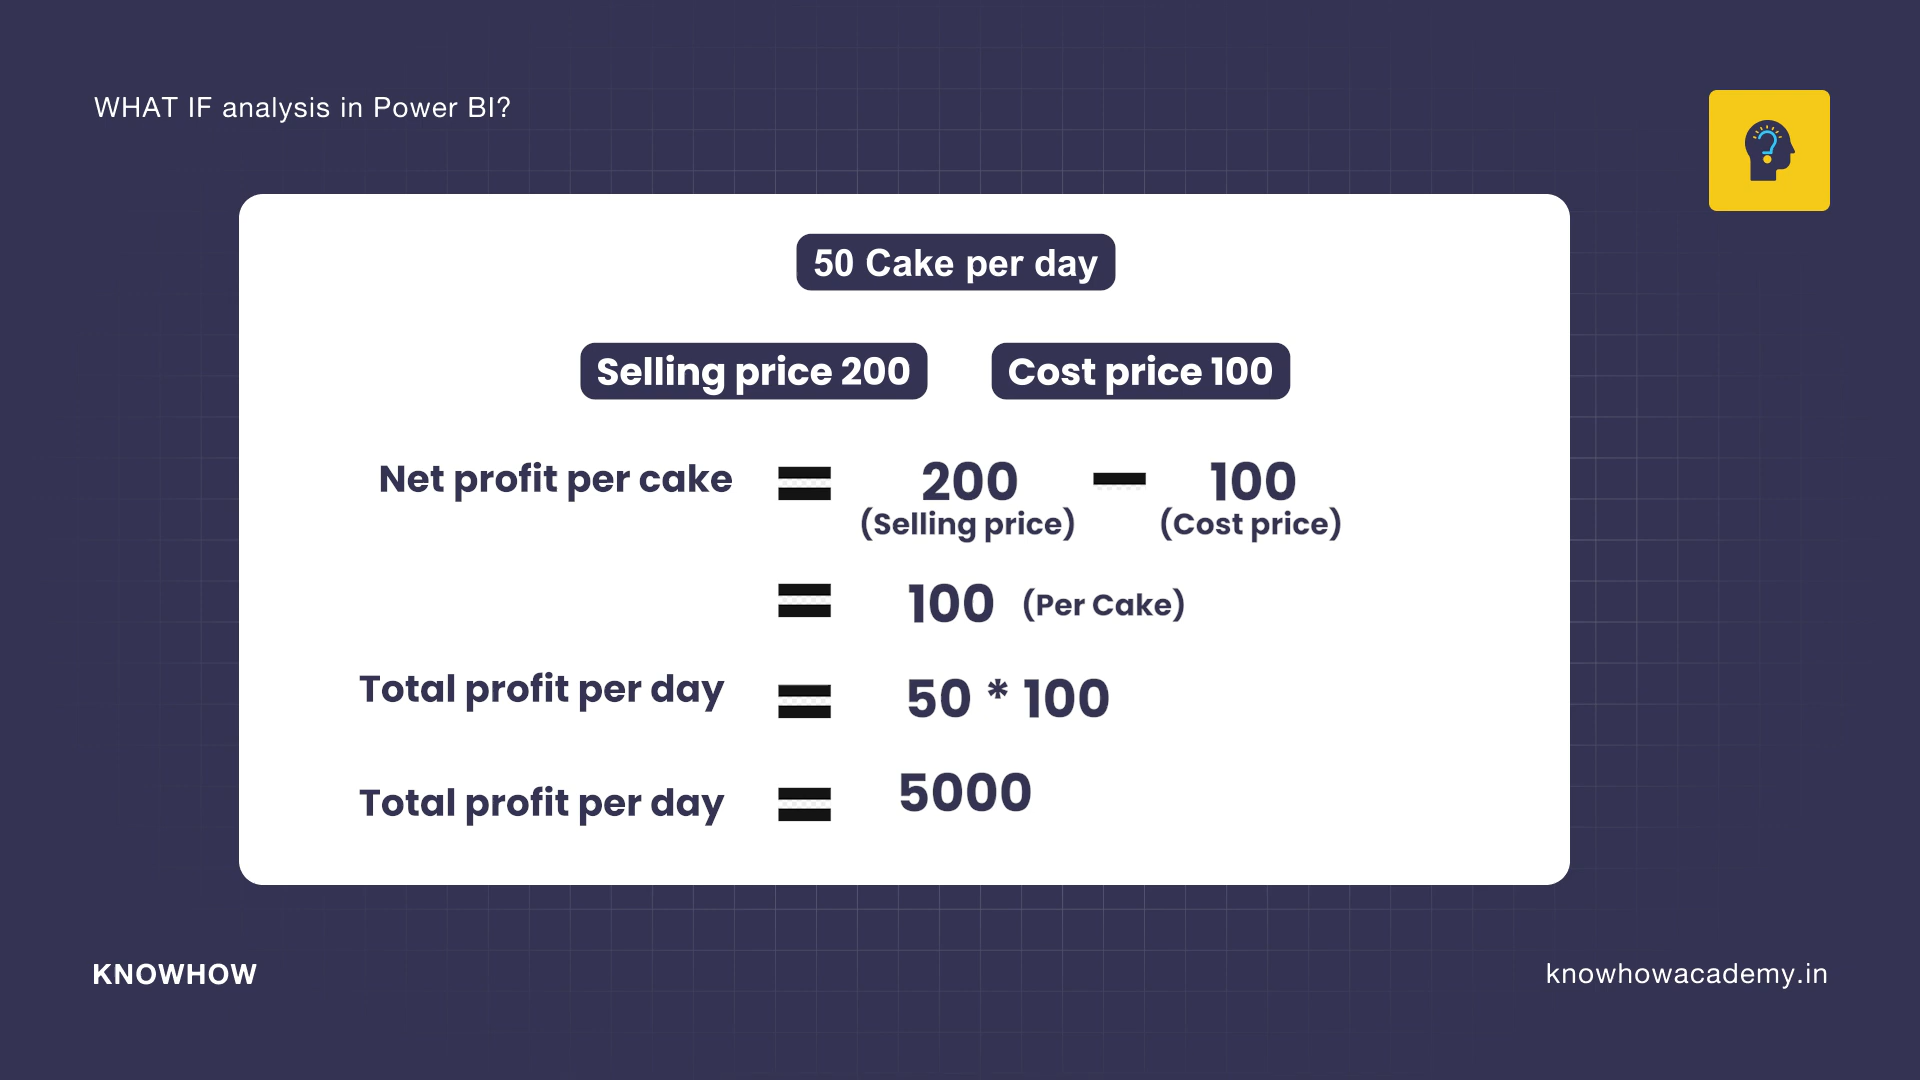 WHAT IF analysis in Power BI?
50 Cake per day
Selling price 200 Cost price 100
Net profit per cake = 200 - 100
(Selling price) (Cost price)
= 100 (Per Cake)
Total profit per day = 50 * 100
Total profit per day = 5000
KNOWHOW knowhowacademy.in